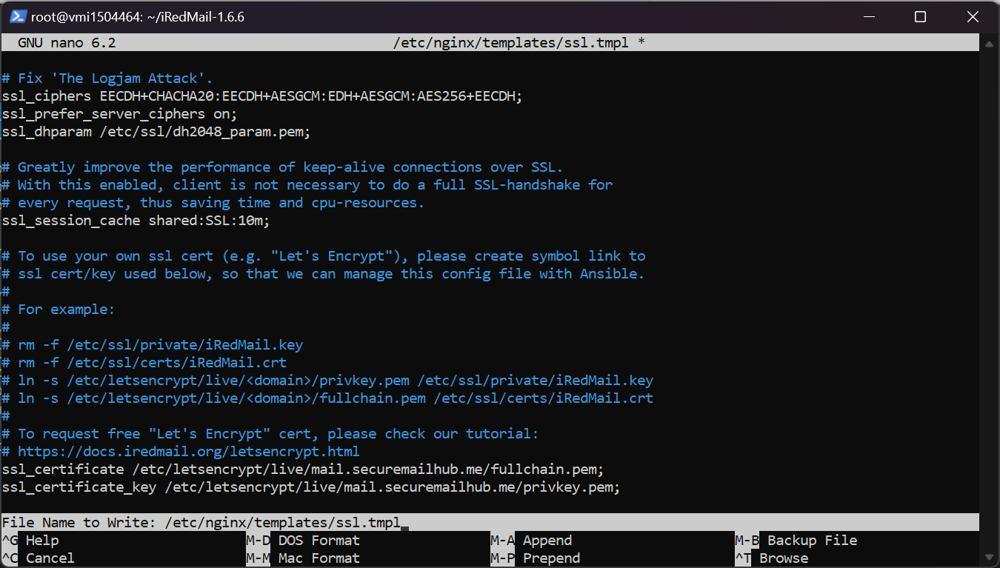 root@vmi1504464: ~/iRedMail-1.6.6
GNU nano 6.2 /etc/nginx/templates/ssl.tmpl *
# Fix 'The Logjam Attack'.
ssl_ciphers EECDH+CHACHA20:EECDH+AESGCM:EDH+AESGCM:AES256+EECDH;
ssl_prefer_server_ciphers on;
ssl_dhparam /etc/ssl/dh2048_param.pem;
# Greatly improve the performance of keep-alive connections over SSL.
# With this enabled, client is not necessary to do a full SSL-handshake for
# every request, thus saving time and cpu-resources.
ssl_session_cache shared:SSL:10m;
# To use your own ssl cert (e.g. "Let's Encrypt"), please create symbol link to
# ssl cert/key used below, so that we can manage this config file with Ansible.
#
# For example:
#
# rm -f /etc/ssl/private/iRedMail.key
# rm -f /etc/ssl/certs/iRedMail.crt
# ln -s /etc/letsencrypt/live/<domain>/privkey.pem /etc/ssl/private/iRedMail.key
# ln -s /etc/letsencrypt/live/<domain>/fullchain.pem /etc/ssl/certs/iRedMail.crt
#
# To request free "Let's Encrypt" cert, please check our tutorial:
# https://docs.iredmail.org/letsencrypt.html
ssl_certificate /etc/letsencrypt/live/mail.securemailhub.me/fullchain.pem;
ssl_certificate_key /etc/letsencrypt/live/mail.securemailhub.me/privkey.pem;
File Name to Write: /etc/nginx/templates/ssl.tmpl
^G Help M-D DOS Format M-A Append M-B Backup File
^C Cancel M-M Mac Format M-P Prepend ^T Browse